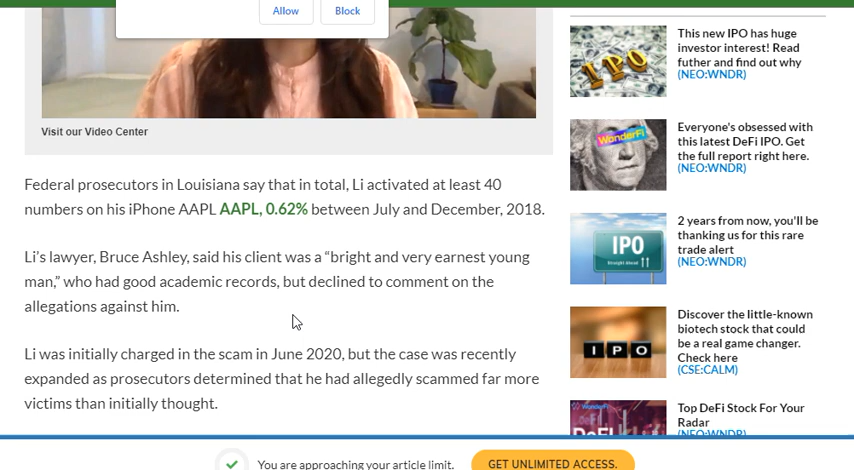 Allow
Block
Visit our Video Center
Federal prosecutors in Louisiana say that in total, Li activated at least 40
numbers on his iPhone AAPL AAPL, 0.62% between July and December, 2018.
Li's lawyer, Bruce Ashley, said his client was a “bright and very earnest young
man,” who had good academic records, but declined to comment on the
allegations against him.
Li was initially charged in the scam in June 2020, but the case was recently
expanded as prosecutors determined that he had allegedly scammed far more
victims than initially thought.
IPO
This new IPO has huge
investor interest! Read
futher and find out why
(NEO:WNDR)
WonderFi
Everyone's obsessed with
this latest DeFi IPO. Get
the full report right here.
(NEO:WNDR)
IPO
Straight Ahead
2 years from now, you'll be
thanking us for this rare
trade alert
(NEO:WNDR)
IPO
Discover the little-known
biotech stock that could
be a real game changer.
Check here
(CSE:CALM)
WonderFi
DeFi
Top DeFi Stock For Your
Radar
(NEO:WNDR)
You are approaching your article limit.
GET UNLIMITED ACCESS.